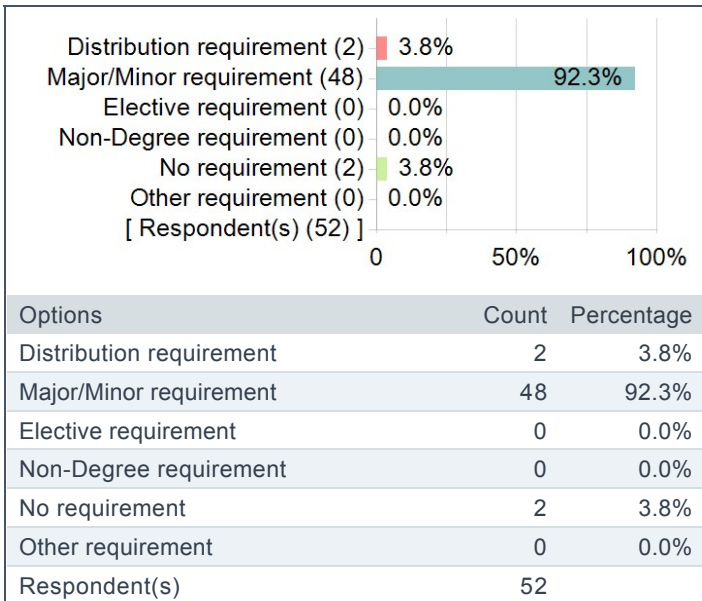 Distribution requirement (2) 3.8%
Major/Minor requirement (48) 92.3%
Elective requirement (0) 0.0%
Non-Degree requirement (0) 0.0%
No requirement (2) 3.8%
Other requirement (0) 0.0%
[ Respondent(s) (52) ]
0 50% 100%
Options Count Percentage
Distribution requirement 2 3.8%
Major/Minor requirement 48 92.3%
Elective requirement 0 0.0%
Non-Degree requirement 0 0.0%
No requirement 2 3.8%
Other requirement 0 0.0%
Respondent(s) 52